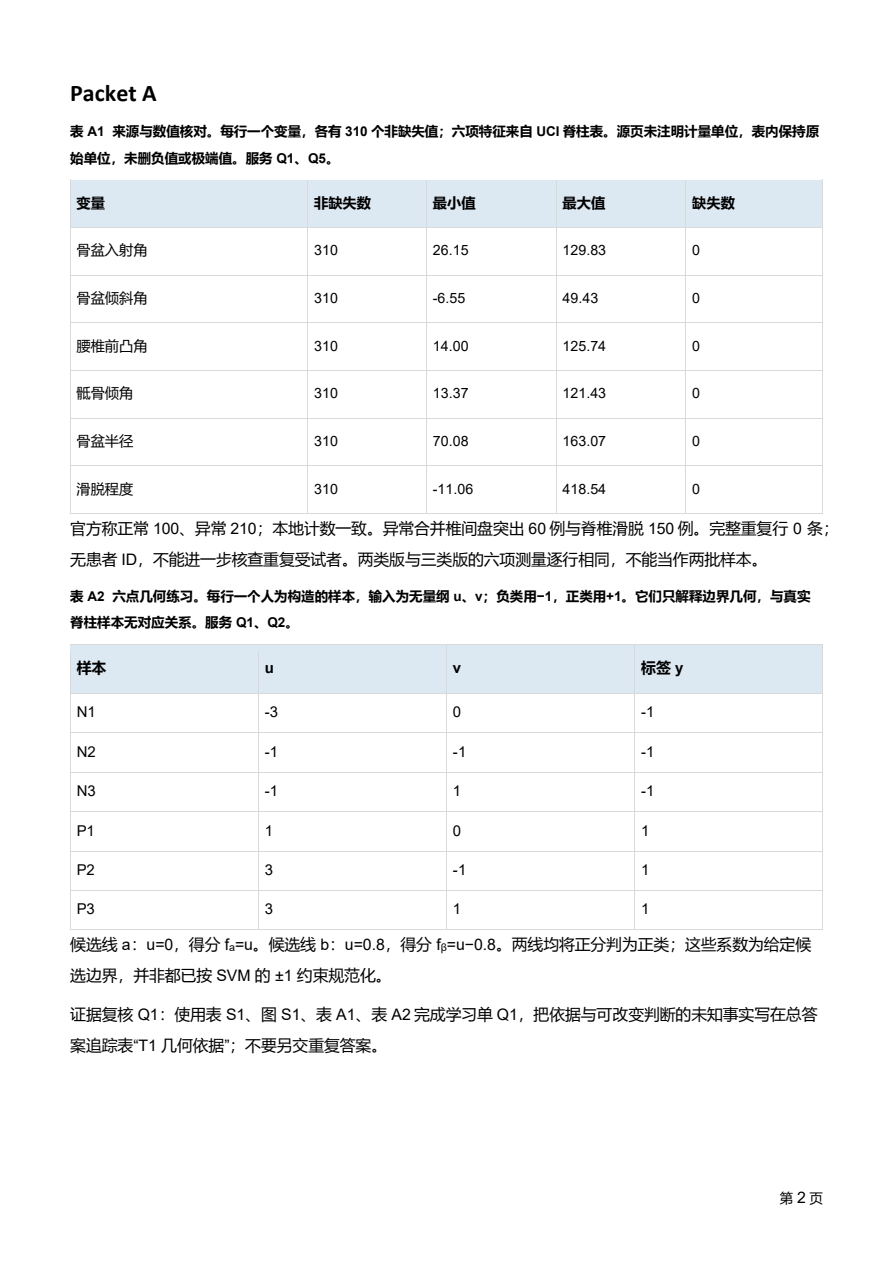 Packet A
表 A1 来源与数值核对。每行一个变量，各有 310 个非缺失值；六项特征来自 UCI 脊柱表。源页未注明计量单位，表内保持原
始单位，未删负值或极端值。服务 Q1、Q5。
变量 非缺失数 最小值 最大值 缺失数
骨盆入射角 310 26.15 129.83 0
骨盆倾斜角 310 -6.55 49.43 0
腰椎前凸角 310 14.00 125.74 0
骶骨倾角 310 13.37 121.43 0
骨盆半径 310 70.08 163.07 0
滑脱程度 310 -11.06 418.54 0
官方称正常 100、异常 210；本地计数一致。异常合并椎间盘突出 60 例与脊椎滑脱 150 例。完整重复行 0 条；
无患者 ID，不能进一步核查重复受试者。两类版与三类版的六项测量逐行相同，不能当作两批样本。
表 A2 六点几何练习。每行一个人为构造的样本，输入为无量纲 u、v；负类用−1，正类用+1。它们只解释边界几何，与真实
脊柱样本无对应关系。服务 Q1、Q2。
样本 u v 标签 y
N1 -3 0 -1
N2 -1 -1 -1
N3 -1 1 -1
P1 1 0 1
P2 3 -1 1
P3 3 1 1
候选线 a：u=0，得分 fₐ=u。候选线 b：u=0.8，得分 fᵦ=u−0.8。两线均将正分判为正类；这些系数为给定候
选边界，并非都已按 SVM 的 ±1 约束规范化。
证据复核 Q1：使用表 S1、图 S1、表 A1、表 A2 完成学习单 Q1，把依据与可改变判断的未知事实写在总答
案追踪表“T1 几何依据”；不要另交重复答案。
第 2 页